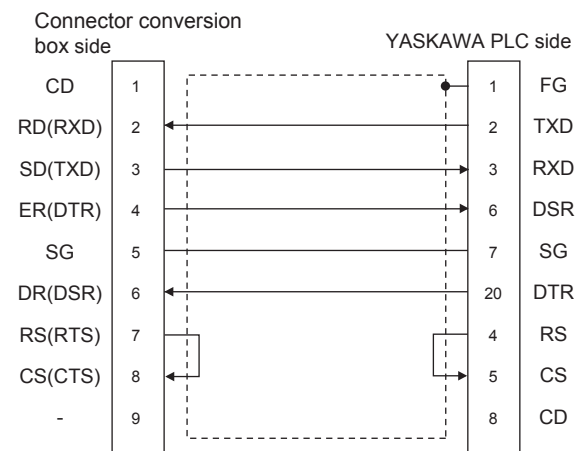 Connector conversion
box side
YASKAWA PLC side
CD 1 1 FG
RD(RXD) 2 2 TXD
SD(TXD) 3 3 RXD
ER(DTR) 4 6 DSR
SG 5 7 SG
DR(DSR) 6 20 DTR
RS(RTS) 7 4 RS
CS(CTS) 8 5 CS
- 9 8 CD